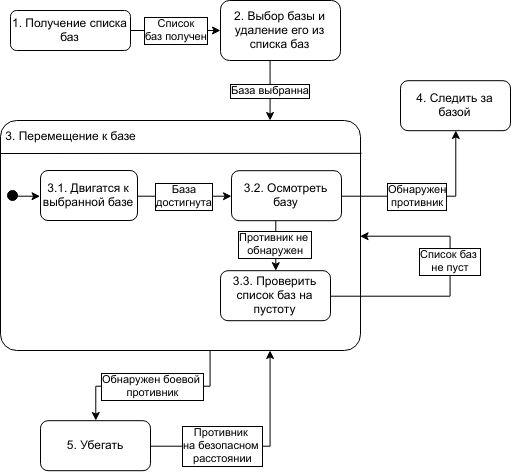 1. Получение списка
баз
Список
баз получен
2. Выбор базы и
удаление его из
списка баз
База выбранна
4. Следить за
базой
3. Перемещение к базе
3.1. Двигатся к
выбранной базе
База
достигнута
3.2. Осмотреть
базу
Обнаружен
противник
Противник не
обнаружен
Список баз
не пуст
3.3. Проверить
список баз на
пустоту
Обнаружен боевой
противник
5. Убегать
Противник
на безопасном
расстоянии